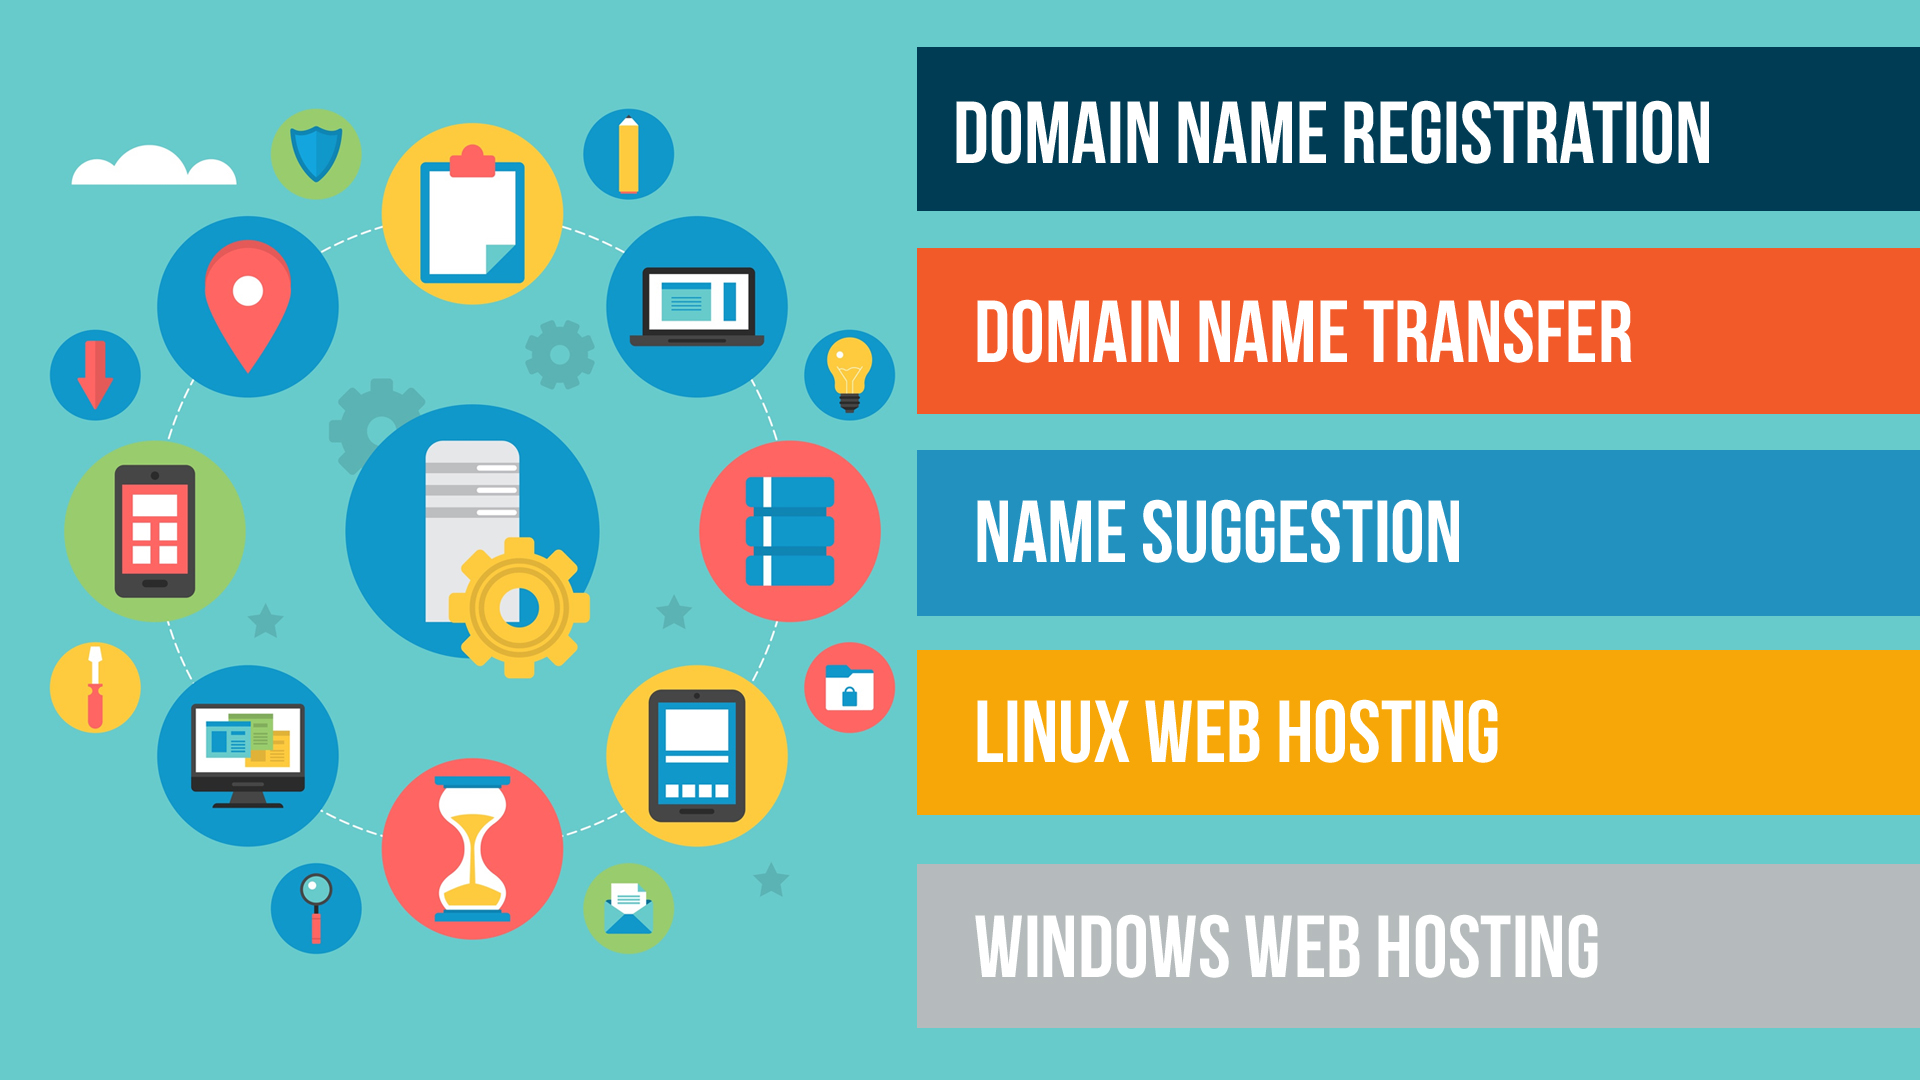 DOMAIN NAME REGISTRATION
DOMAIN NAME TRANSFER
NAME SUGGESTION
LINUX WEB HOSTING
WINDOWS WEB HOSTING